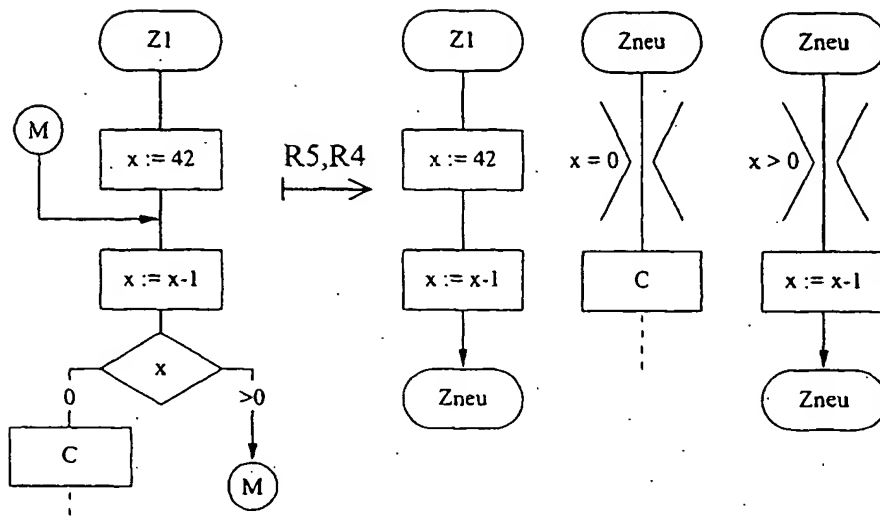 Z1
M
x := 42
x := x-1
x
0
>0
C
M
R5,R4
Z1
x := 42
x := x-1
Zneu
Zneu
x = 0
C
Zneu
x > 0
x := x-1
Zneu